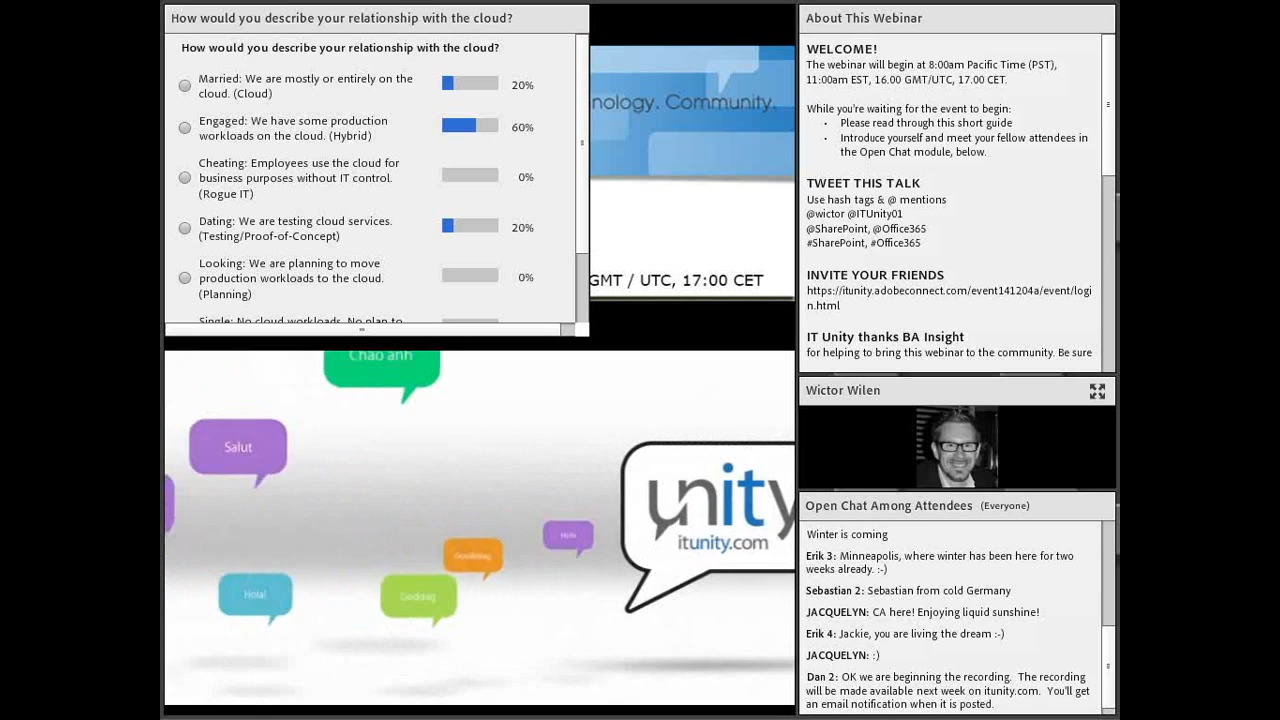 How would you describe your relationship with the cloud?
How would you describe your relationship with the cloud?
Married: We are mostly or entirely on the
cloud. (Cloud)
20%
Engaged: We have some production
workloads on the cloud. (Hybrid)
60%
Cheating: Employees use the cloud for
business purposes without IT control.
(Rogue IT)
0%
Dating: We are testing cloud services.
(Testing/Proof-of-Concept)
20%
Looking: We are planning to move
production workloads to the cloud.
(Planning)
0%
Single: No cloud workloads. No plan to
nology. Community.
GMT / UTC, 17:00 CET
Chao anh
Salut
Hola!
Goddag
unity
itunity.com
About This Webinar
WELCOME!
The webinar will begin at 8:00am Pacific Time (PST),
11:00am EST, 16.00 GMT/UTC, 17.00 CET.
While you're waiting for the event to begin:
• Please read through this short guide
• Introduce yourself and meet your fellow attendees in
the Open Chat module, below.
TWEET THIS TALK
Use hash tags & @ mentions
@wictor @ITUnity01
@SharePoint, @Office365
#SharePoint, #Office365
INVITE YOUR FRIENDS
https://itunity.adobeconnect.com/event141204a/event/logi
n.html
IT Unity thanks BA Insight
for helping to bring this webinar to the community. Be sure
Wictor Wilen
Open Chat Among Attendees (Everyone)
Winter is coming
Erik 3: Minneapolis, where winter has been here for two
weeks already. :-)
Sebastian 2: Sebastian from cold Germany
JACQUELYN: CA here! Enjoying liquid sunshine!
Erik 4: Jackie, you are living the dream :-)
JACQUELYN: :)
Dan 2: OK we are beginning the recording. The recording
will be made available next week on itunity.com. You'll get
an email notification when it is posted.